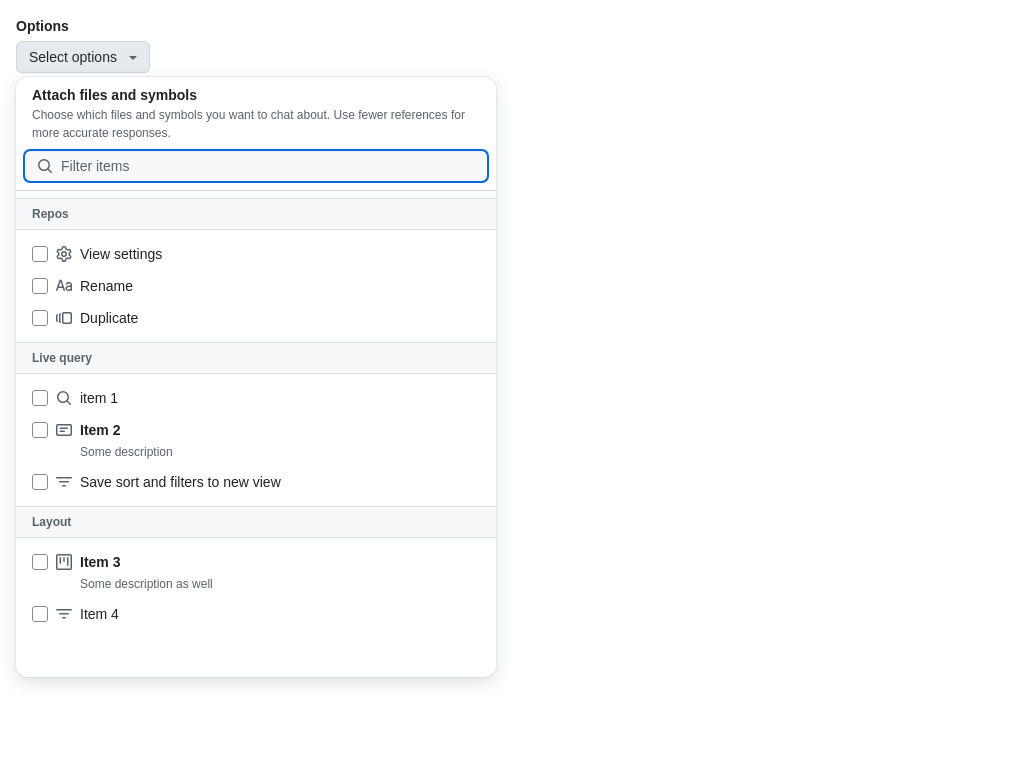 Options
Select options
Attach files and symbols
Choose which files and symbols you want to chat about. Use fewer references for
more accurate responses.
Filter items
Repos
View settings
Rename
Duplicate
Live query
item 1
Item 2
Some description
Save sort and filters to new view
Layout
Item 3
Some description as well
Item 4